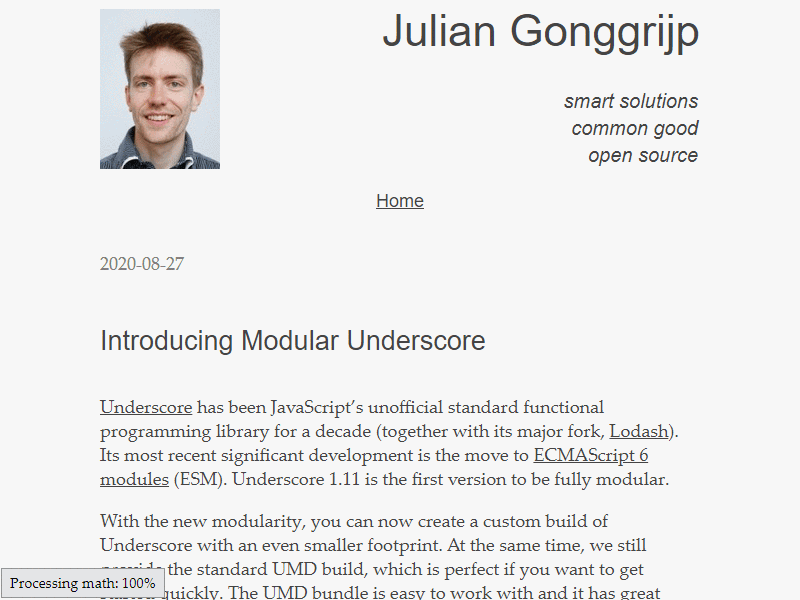 Julian Gonggrijp
smart solutions
common good
open source
Home
2020-08-27
Introducing Modular Underscore
Underscore has been JavaScript’s unofficial standard functional
programming library for a decade (together with its major fork, Lodash).
Its most recent significant development is the move to ECMAScript 6
modules (ESM). Underscore 1.11 is the first version to be fully modular.
With the new modularity, you can now create a custom build of
Underscore with an even smaller footprint. At the same time, we still
the standard UMD build, which is perfect if you want to get
quickly. The UMD bundle is easy to work with and it has great
Processing math: 100%